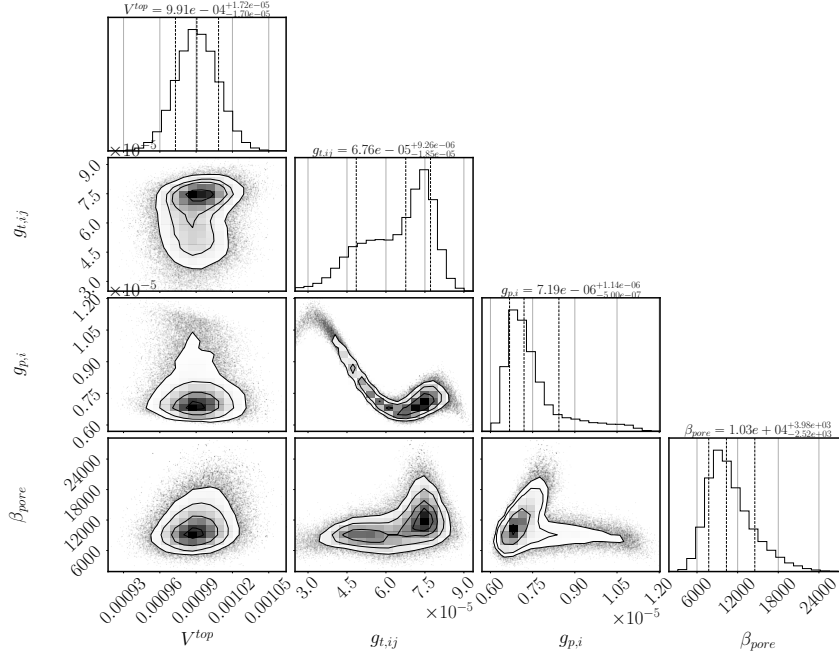 V^{top} = 9.91e − 04^{+1.72e−05}_{−1.70e−05}
×10^{−5}
g_{t,ij} = 6.76e − 05^{+9.26e−06}_{−1.85e−05}
g_{t,ij}
9.0
7.5
6.0
4.5
3.0
×10^{−5}
g_{p,i} = 7.19e − 06^{+1.14e−06}_{−5.00e−07}
g_{p,i}
1.20
1.05
0.90
0.75
0.60
β_{pore} = 1.03e + 04^{+3.98e+03}_{−2.52e+03}
β_{pore}
24000
18000
12000
6000
0.00093 0.00096 0.00099 0.00102 0.00105
3.0 4.5 6.0 7.5 9.0
×10^{−5}
0.60 0.75 0.90 1.05 1.20
×10^{−5}
6000 12000 18000 24000
V^{top} g_{t,ij} g_{p,i} β_{pore}